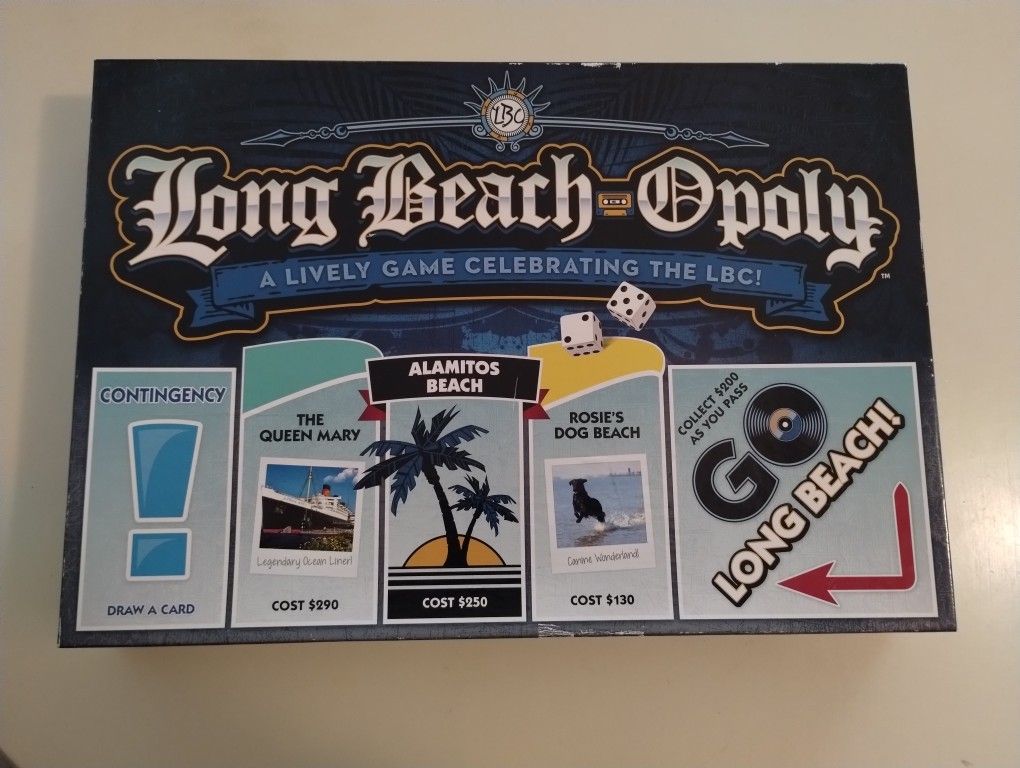 LBC
Long Beach-Opoly
™
A LIVELY GAME CELEBRATING THE LBC!
CONTINGENCY
!
DRAW A CARD
THE
QUEEN MARY
Legendary Ocean Liner!
COST $290
ALAMITOS
BEACH
COST $250
ROSIE'S
DOG BEACH
Canine Wonderland!
COST $130
COLLECT $200
AS YOU PASS
GO
LONG BEACH!